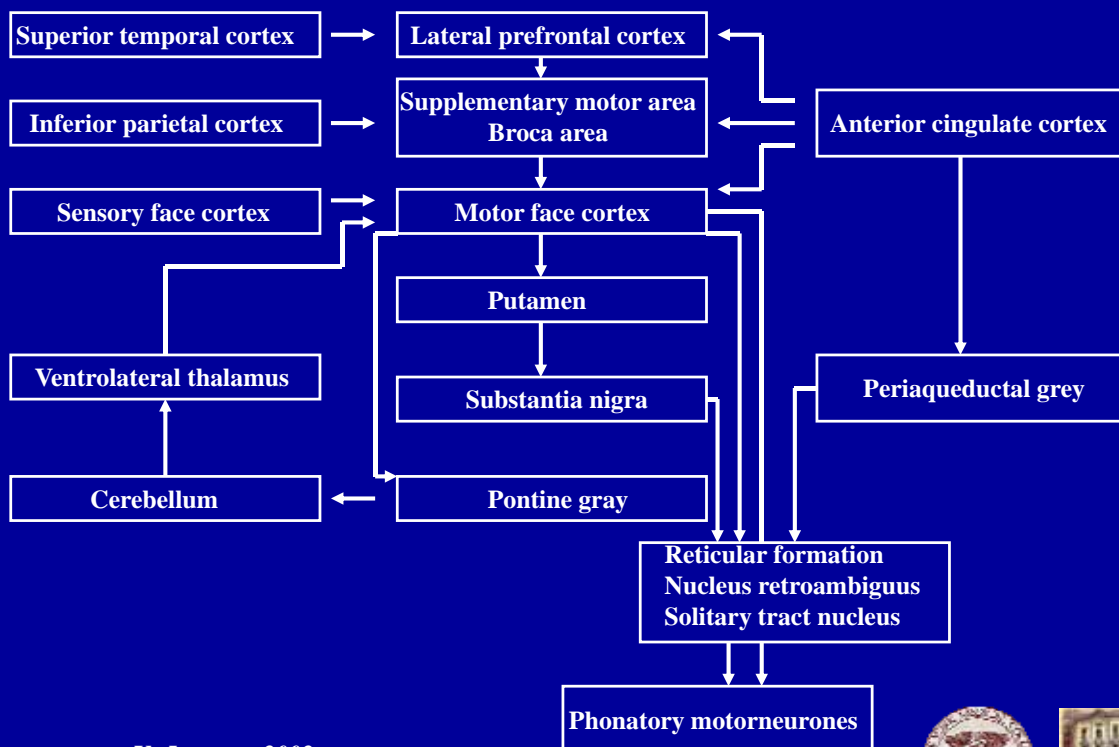 Superior temporal cortex
Lateral prefrontal cortex
Supplementary motor area
Broca area
Inferior parietal cortex
Anterior cingulate cortex
Sensory face cortex
Motor face cortex
Putamen
Ventrolateral thalamus
Substantia nigra
Periaqueductal grey
Cerebellum
Pontine gray
Reticular formation
Nucleus retroambiguus
Solitary tract nucleus
Phonatory motorneurones